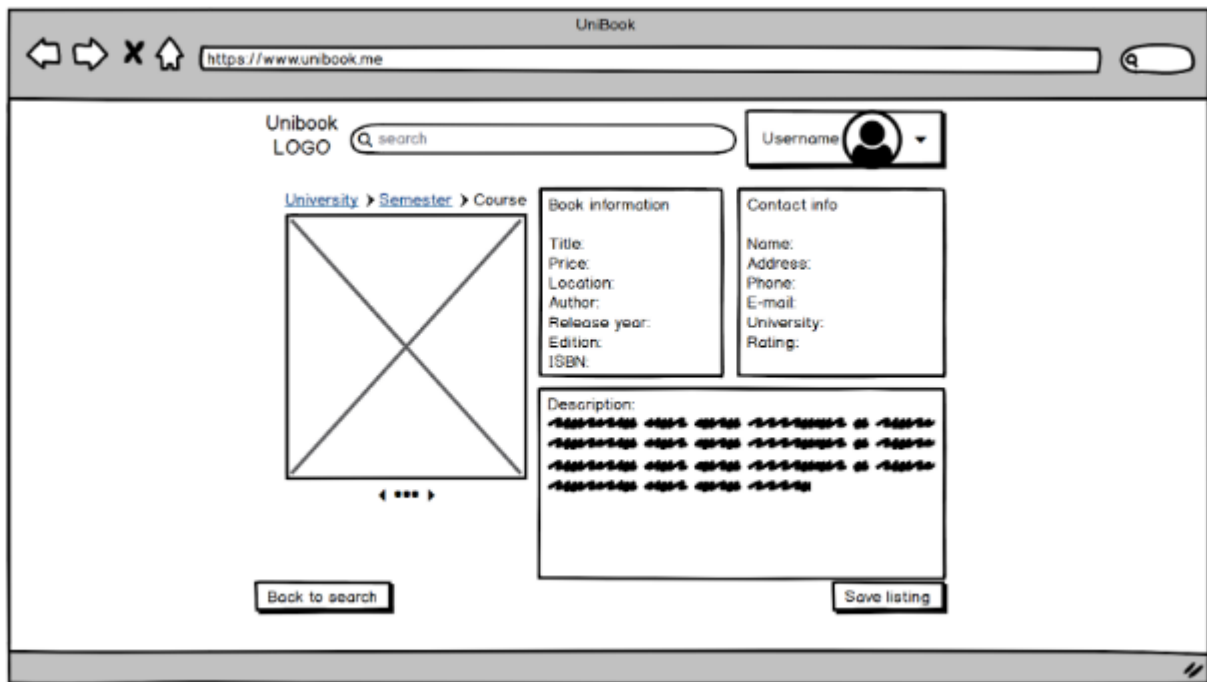 UniBook
https://www.unibook.me
Unibook
LOGO
search
Username
University > Semester > Course
Book information
Title:
Price:
Location:
Author:
Release year:
Edition:
ISBN:
Contact info
Name:
Address:
Phone:
E-mail:
University:
Rating:
Description:
Back to search
Save listing